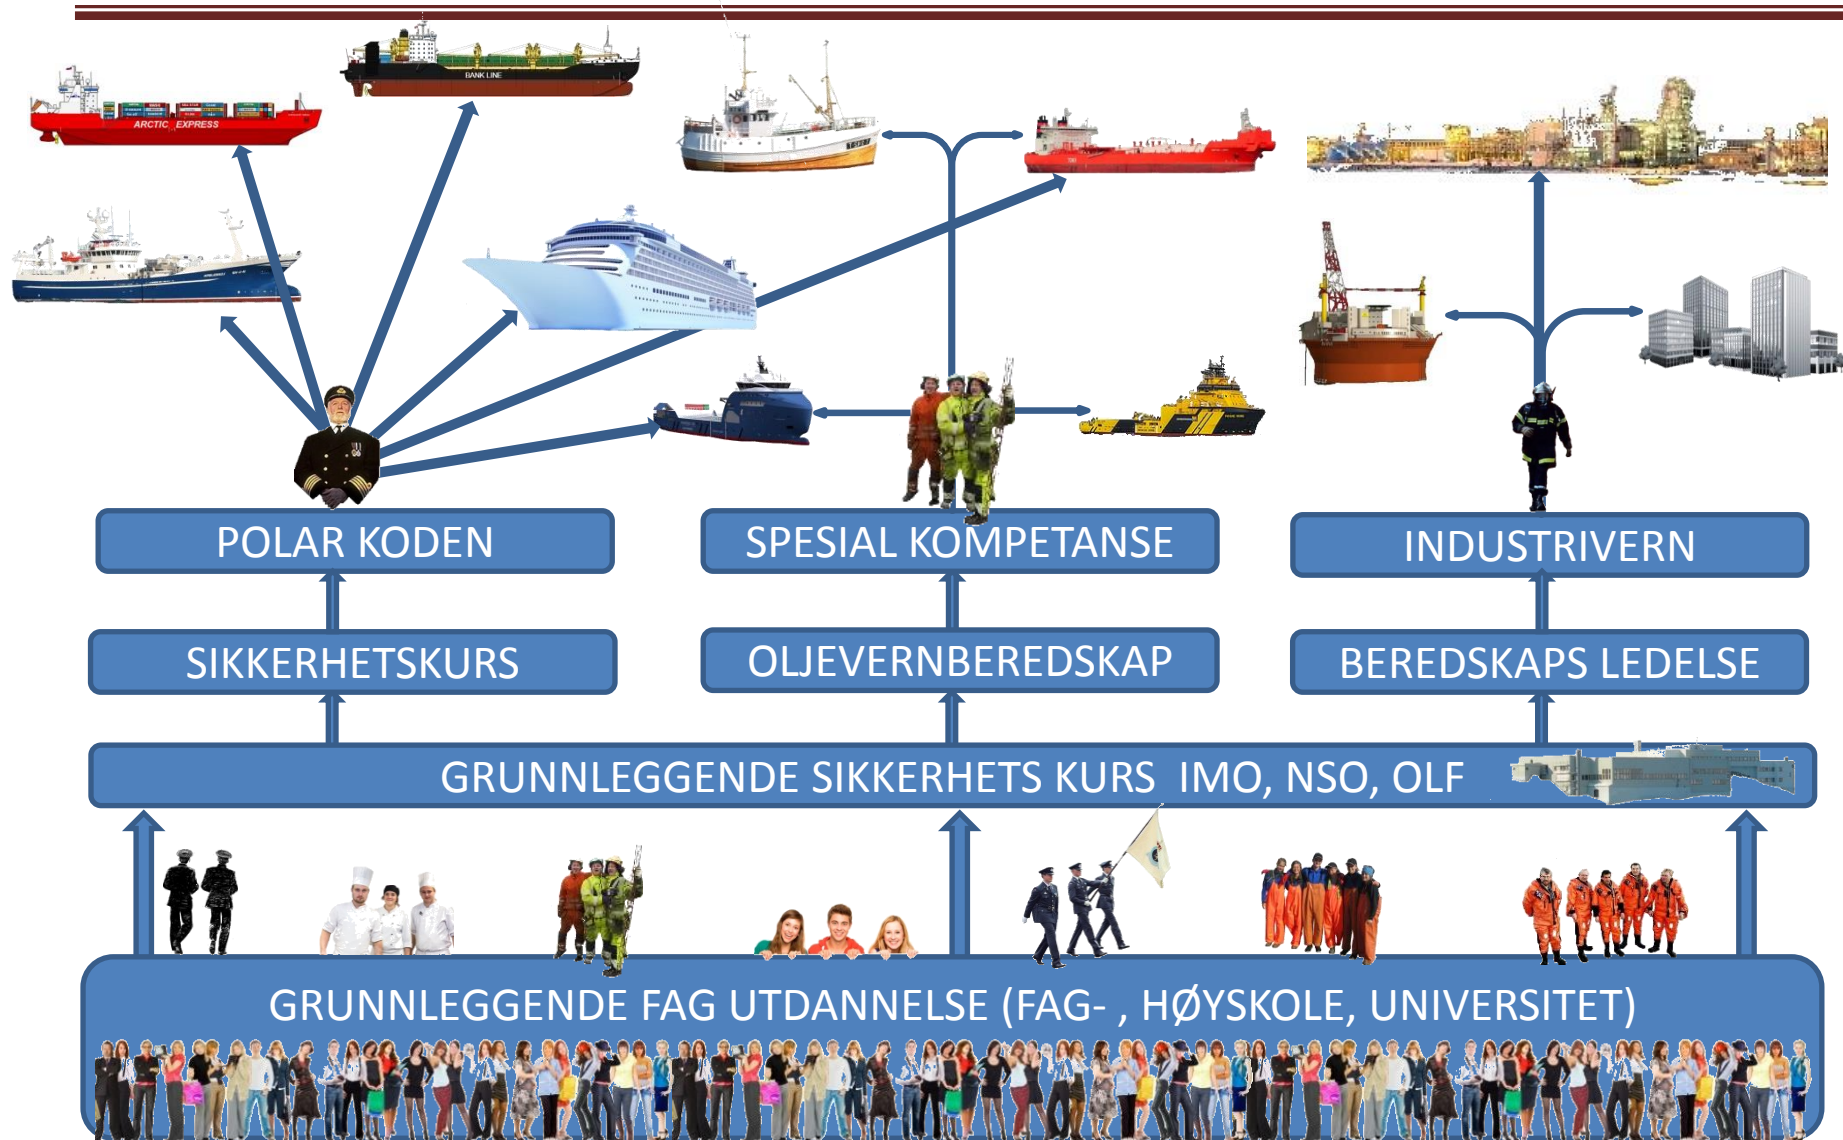 BANK LINE
ARCTIC EXPRESS
POLAR KODEN
SPESIAL KOMPETANSE
INDUSTRIVERN
SIKKERHETSKURS
OLJEVERNBEREDSKAP
BEREDSKAPS LEDELSE
GRUNNLEGGENDE SIKKERHETS KURS IMO, NSO, OLF
GRUNNLEGGENDE FAG UTDANNELSE (FAG- , HØYSKOLE, UNIVERSITET)